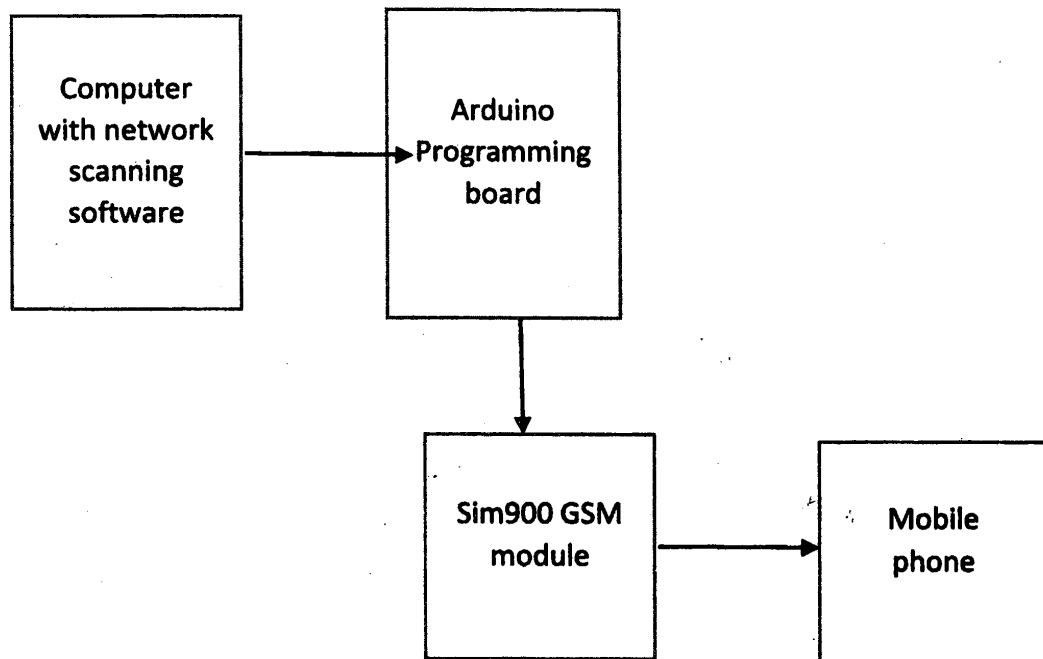 Computer
with network
scanning
software
Arduino
Programming
board
Sim900 GSM
module
Mobile
phone